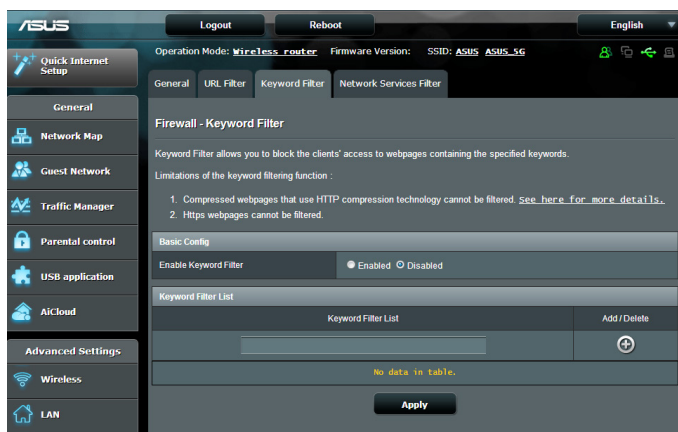 ASUS
Logout
Reboot
English
Quick Internet Setup
Operation Mode: Wireless router Firmware Version: SSID: ASUS ASUS_5G
General
URL Filter
Keyword Filter
Network Services Filter
General
Network Map
Guest Network
Traffic Manager
Parental control
USB application
AiCloud
Advanced Settings
Wireless
LAN
Firewall - Keyword Filter
Keyword Filter allows you to block the clients' access to webpages containing the specified keywords.
Limitations of the keyword filtering function :
1. Compressed webpages that use HTTP compression technology cannot be filtered. See here for more details.
2. Https webpages cannot be filtered.
Basic Config
Enable Keyword Filter
Enabled Disabled
Keyword Filter List
Keyword Filter List
Add / Delete
No data in table.
Apply